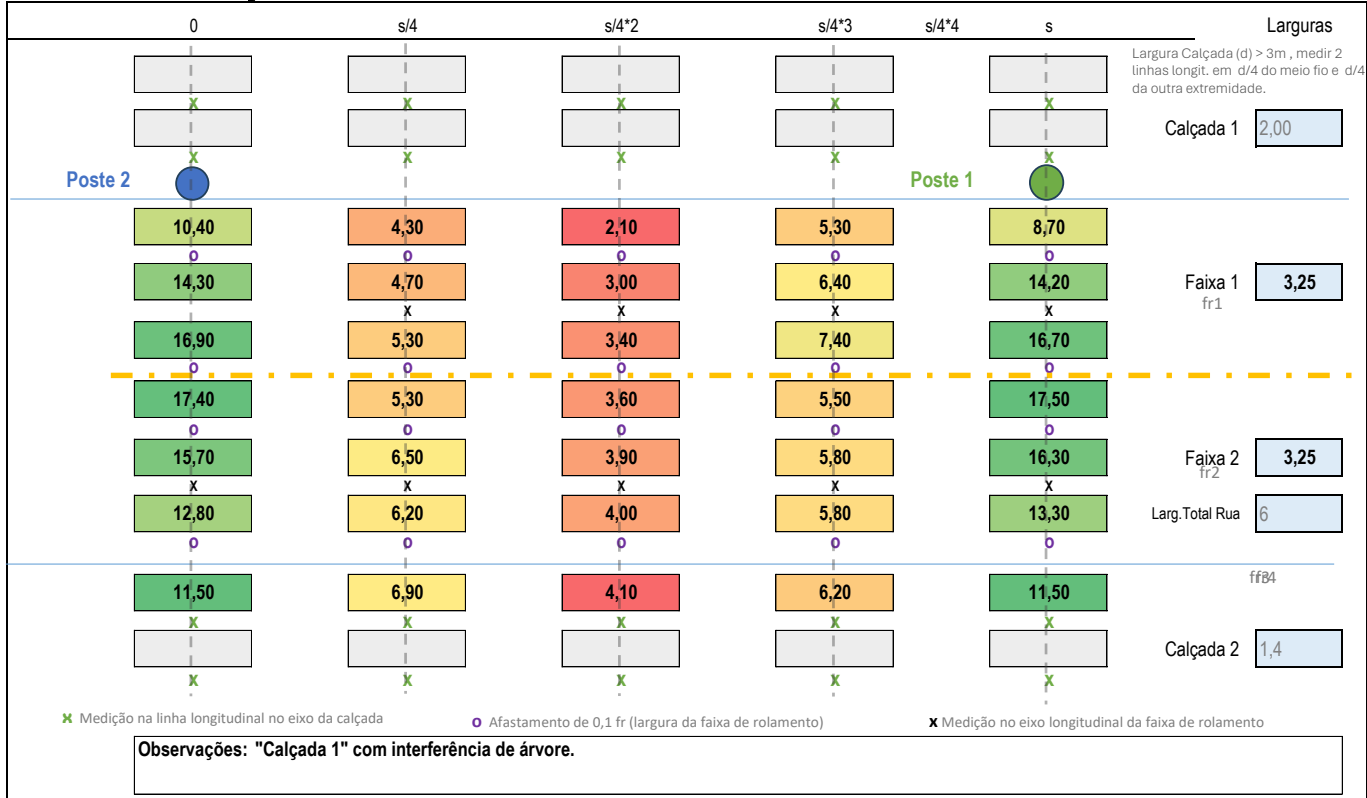 0 s/4 s/4*2 s/4*3 s/4*4 s Larguras
Largura Calçada (d) > 3m , medir 2
linhas longit. em d/4 do meio fio e d/4
da outra extremidade.
x x x x x
Calçada 1 2,00
x x x x x
Poste 2 Poste 1
10,40 4,30 2,10 5,30 8,70
o o o o o
14,30 4,70 3,00 6,40 14,20 Faixa 1 3,25
fr1
x x x x
16,90 5,30 3,40 7,40 16,70
o o o o o
17,40 5,30 3,60 5,50 17,50
o o o o o
15,70 6,50 3,90 5,80 16,30 Faixa 2 3,25
fr2
x x x x x
12,80 6,20 4,00 5,80 13,30 Larg.Total Rua 6
o o o o o
11,50 6,90 4,10 6,20 11,50
x x x x x
Calçada 2 1,4
x x x x x
x Medição na linha longitudinal no eixo da calçada o Afastamento de 0,1 fr (largura da faixa de rolamento) x Medição no eixo longitudinal da faixa de rolamento
Observações: "Calçada 1" com interferência de árvore.